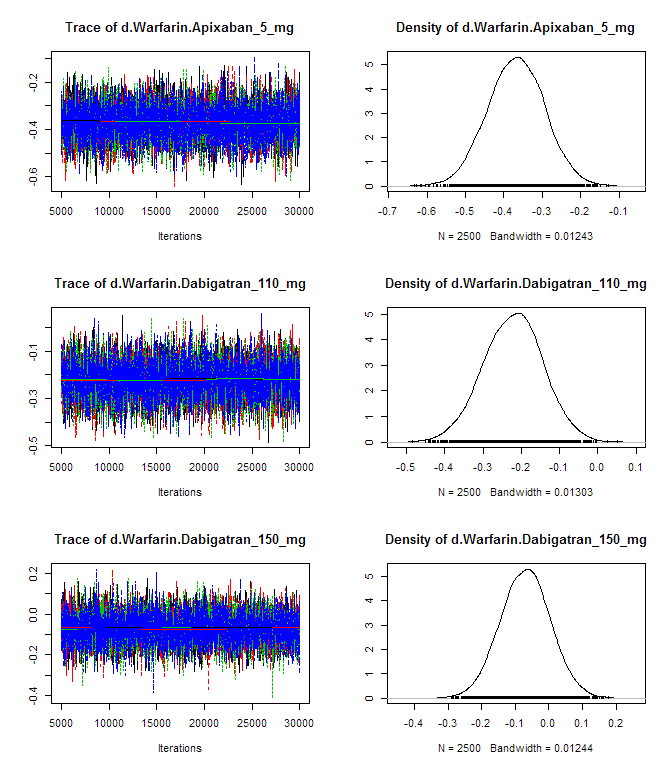 Trace of d.Warfarin.Apixaban_5_mg
-0.2
-0.4
-0.6
5000 10000 15000 20000 25000 30000
Iterations
Density of d.Warfarin.Apixaban_5_mg
5
4
3
2
1
0
-0.7 -0.6 -0.5 -0.4 -0.3 -0.2 -0.1
N = 2500 Bandwidth = 0.01243
Trace of d.Warfarin.Dabigatran_110_mg
-0.1
-0.3
-0.5
5000 10000 15000 20000 25000 30000
Iterations
Density of d.Warfarin.Dabigatran_110_mg
5
4
3
2
1
0
-0.5 -0.4 -0.3 -0.2 -0.1 0.0 0.1
N = 2500 Bandwidth = 0.01303
Trace of d.Warfarin.Dabigatran_150_mg
0.2
0.0
-0.2
-0.4
5000 10000 15000 20000 25000 30000
Iterations
Density of d.Warfarin.Dabigatran_150_mg
5
4
3
2
1
0
-0.4 -0.3 -0.2 -0.1 0.0 0.1 0.2
N = 2500 Bandwidth = 0.01244